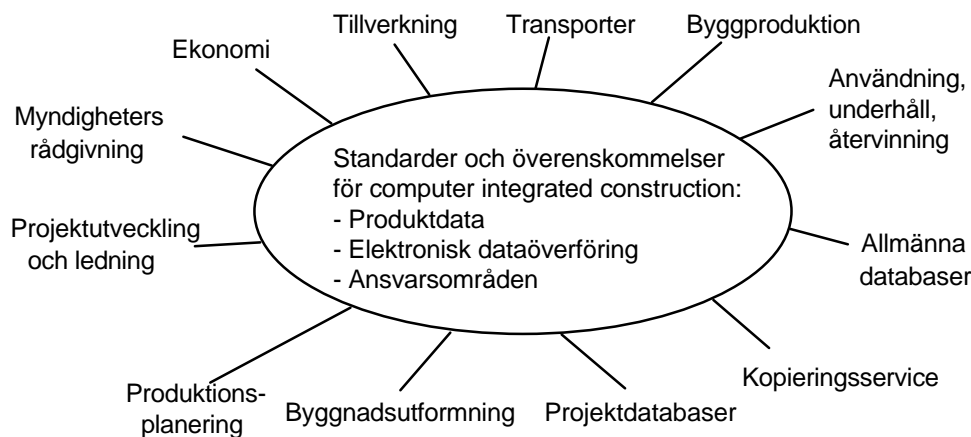 Tillverkning
Transporter
Byggproduktion
Ekonomi
Användning,
underhåll,
återvinning
Myndigheters
rådgivning
Standarder och överenskommelser
för computer integrated construction:
- Produktdata
- Elektronisk dataöverföring
- Ansvarsområden
Projektutveckling
och ledning
Allmänna
databaser
Kopieringsservice
Produktions-
planering
Byggnadsutformning
Projektdatabaser